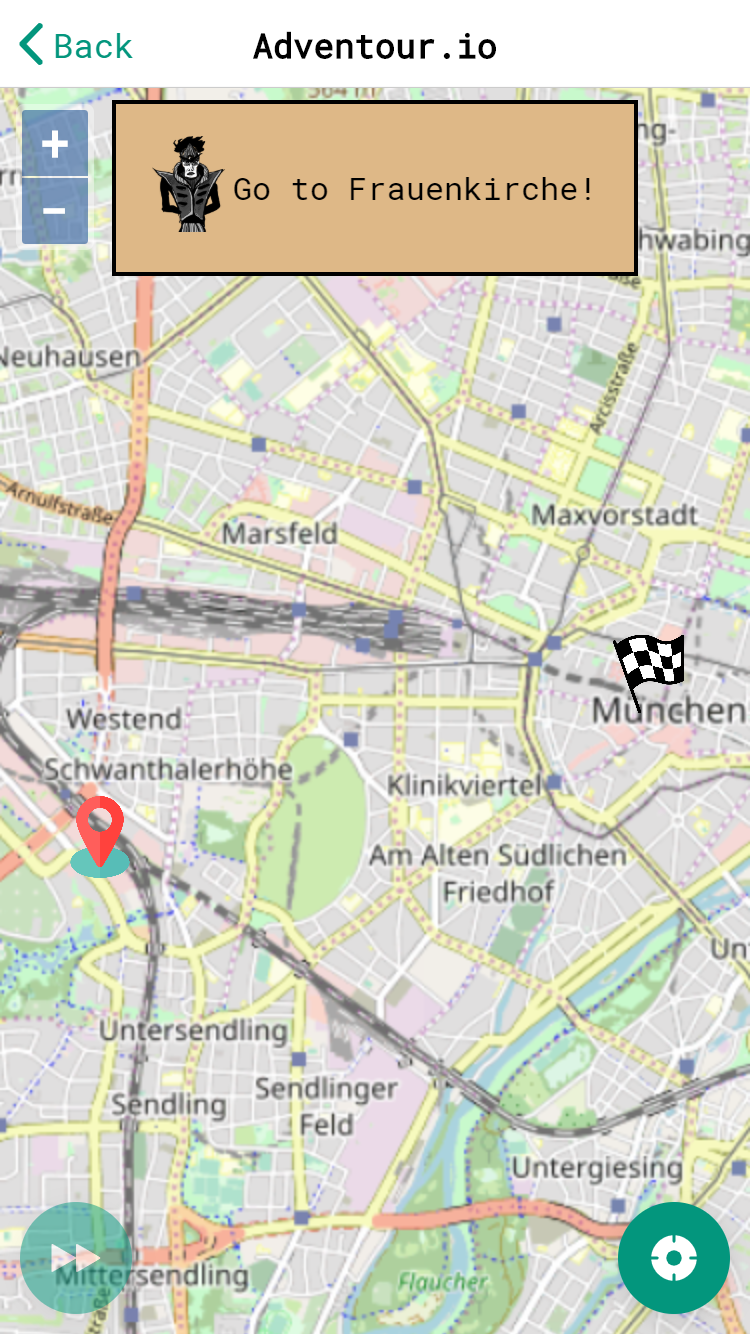 Back
Adventour.io
564 m
+
Go to Frauenkirche!
-
Neuhausen
Arcisstraße
Arnulfstraße
Maxvorstadt
Marsfeld
München
Westend
Schwanthalerhöhe
Klinikviertel
Am Alten Südlichen
Friedhof
Untersendling
Sendlinger
Feld
Sendling
Untergiesing
Mittersendling
Flaucher